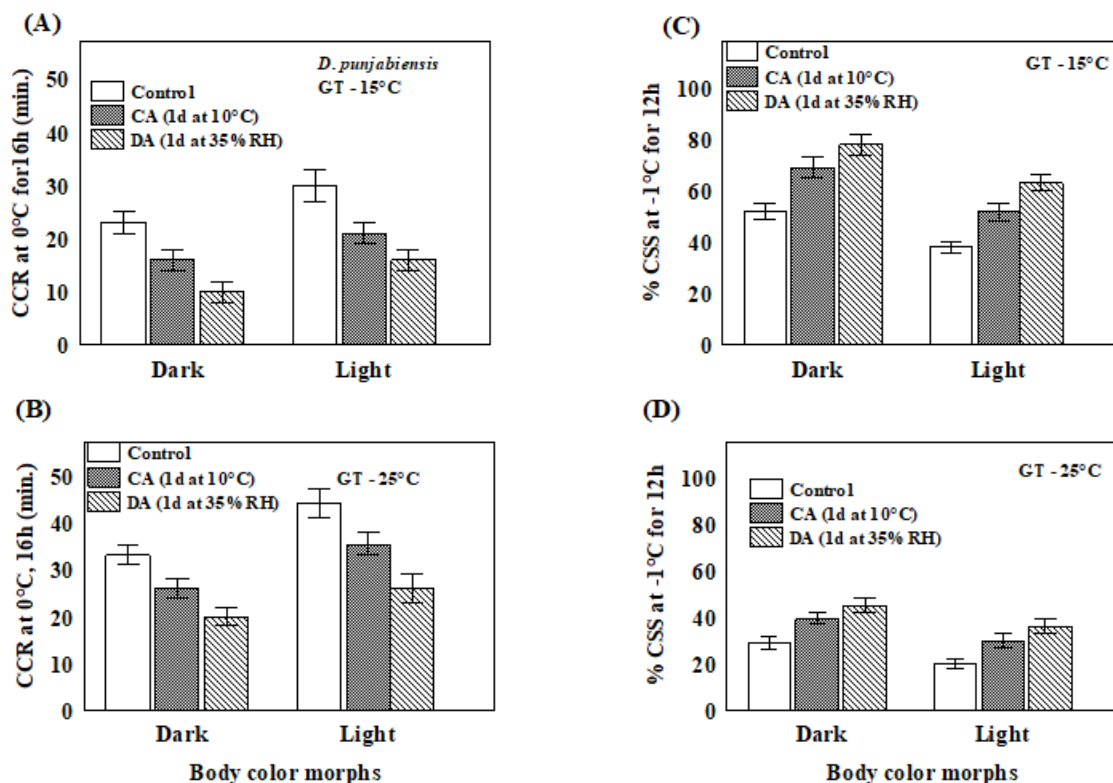 (A)
CCR at 0°C for16h (min.)
50
40
30
20
10
0
D. punjabiensis
GT - 15°C
Control
CA (1d at 10°C)
DA (1d at 35% RH)
Dark Light
(C)
% CSS at -1°C for 12h
100
80
60
40
20
0
Control
CA (1d at 10°C)
DA (1d at 35% RH)
GT - 15°C
Dark Light
(B)
CCR at 0°C, 16h (min.)
50
40
30
20
10
0
Control
CA (1d at 10°C)
DA (1d at 35% RH)
GT - 25°C
Dark Light
Body color morphs
(D)
% CSS at -1°C for 12h
100
80
60
40
20
0
GT - 25°C
Control
CA (1d at 10°C)
DA (1d at 35% RH)
Dark Light
Body color morphs